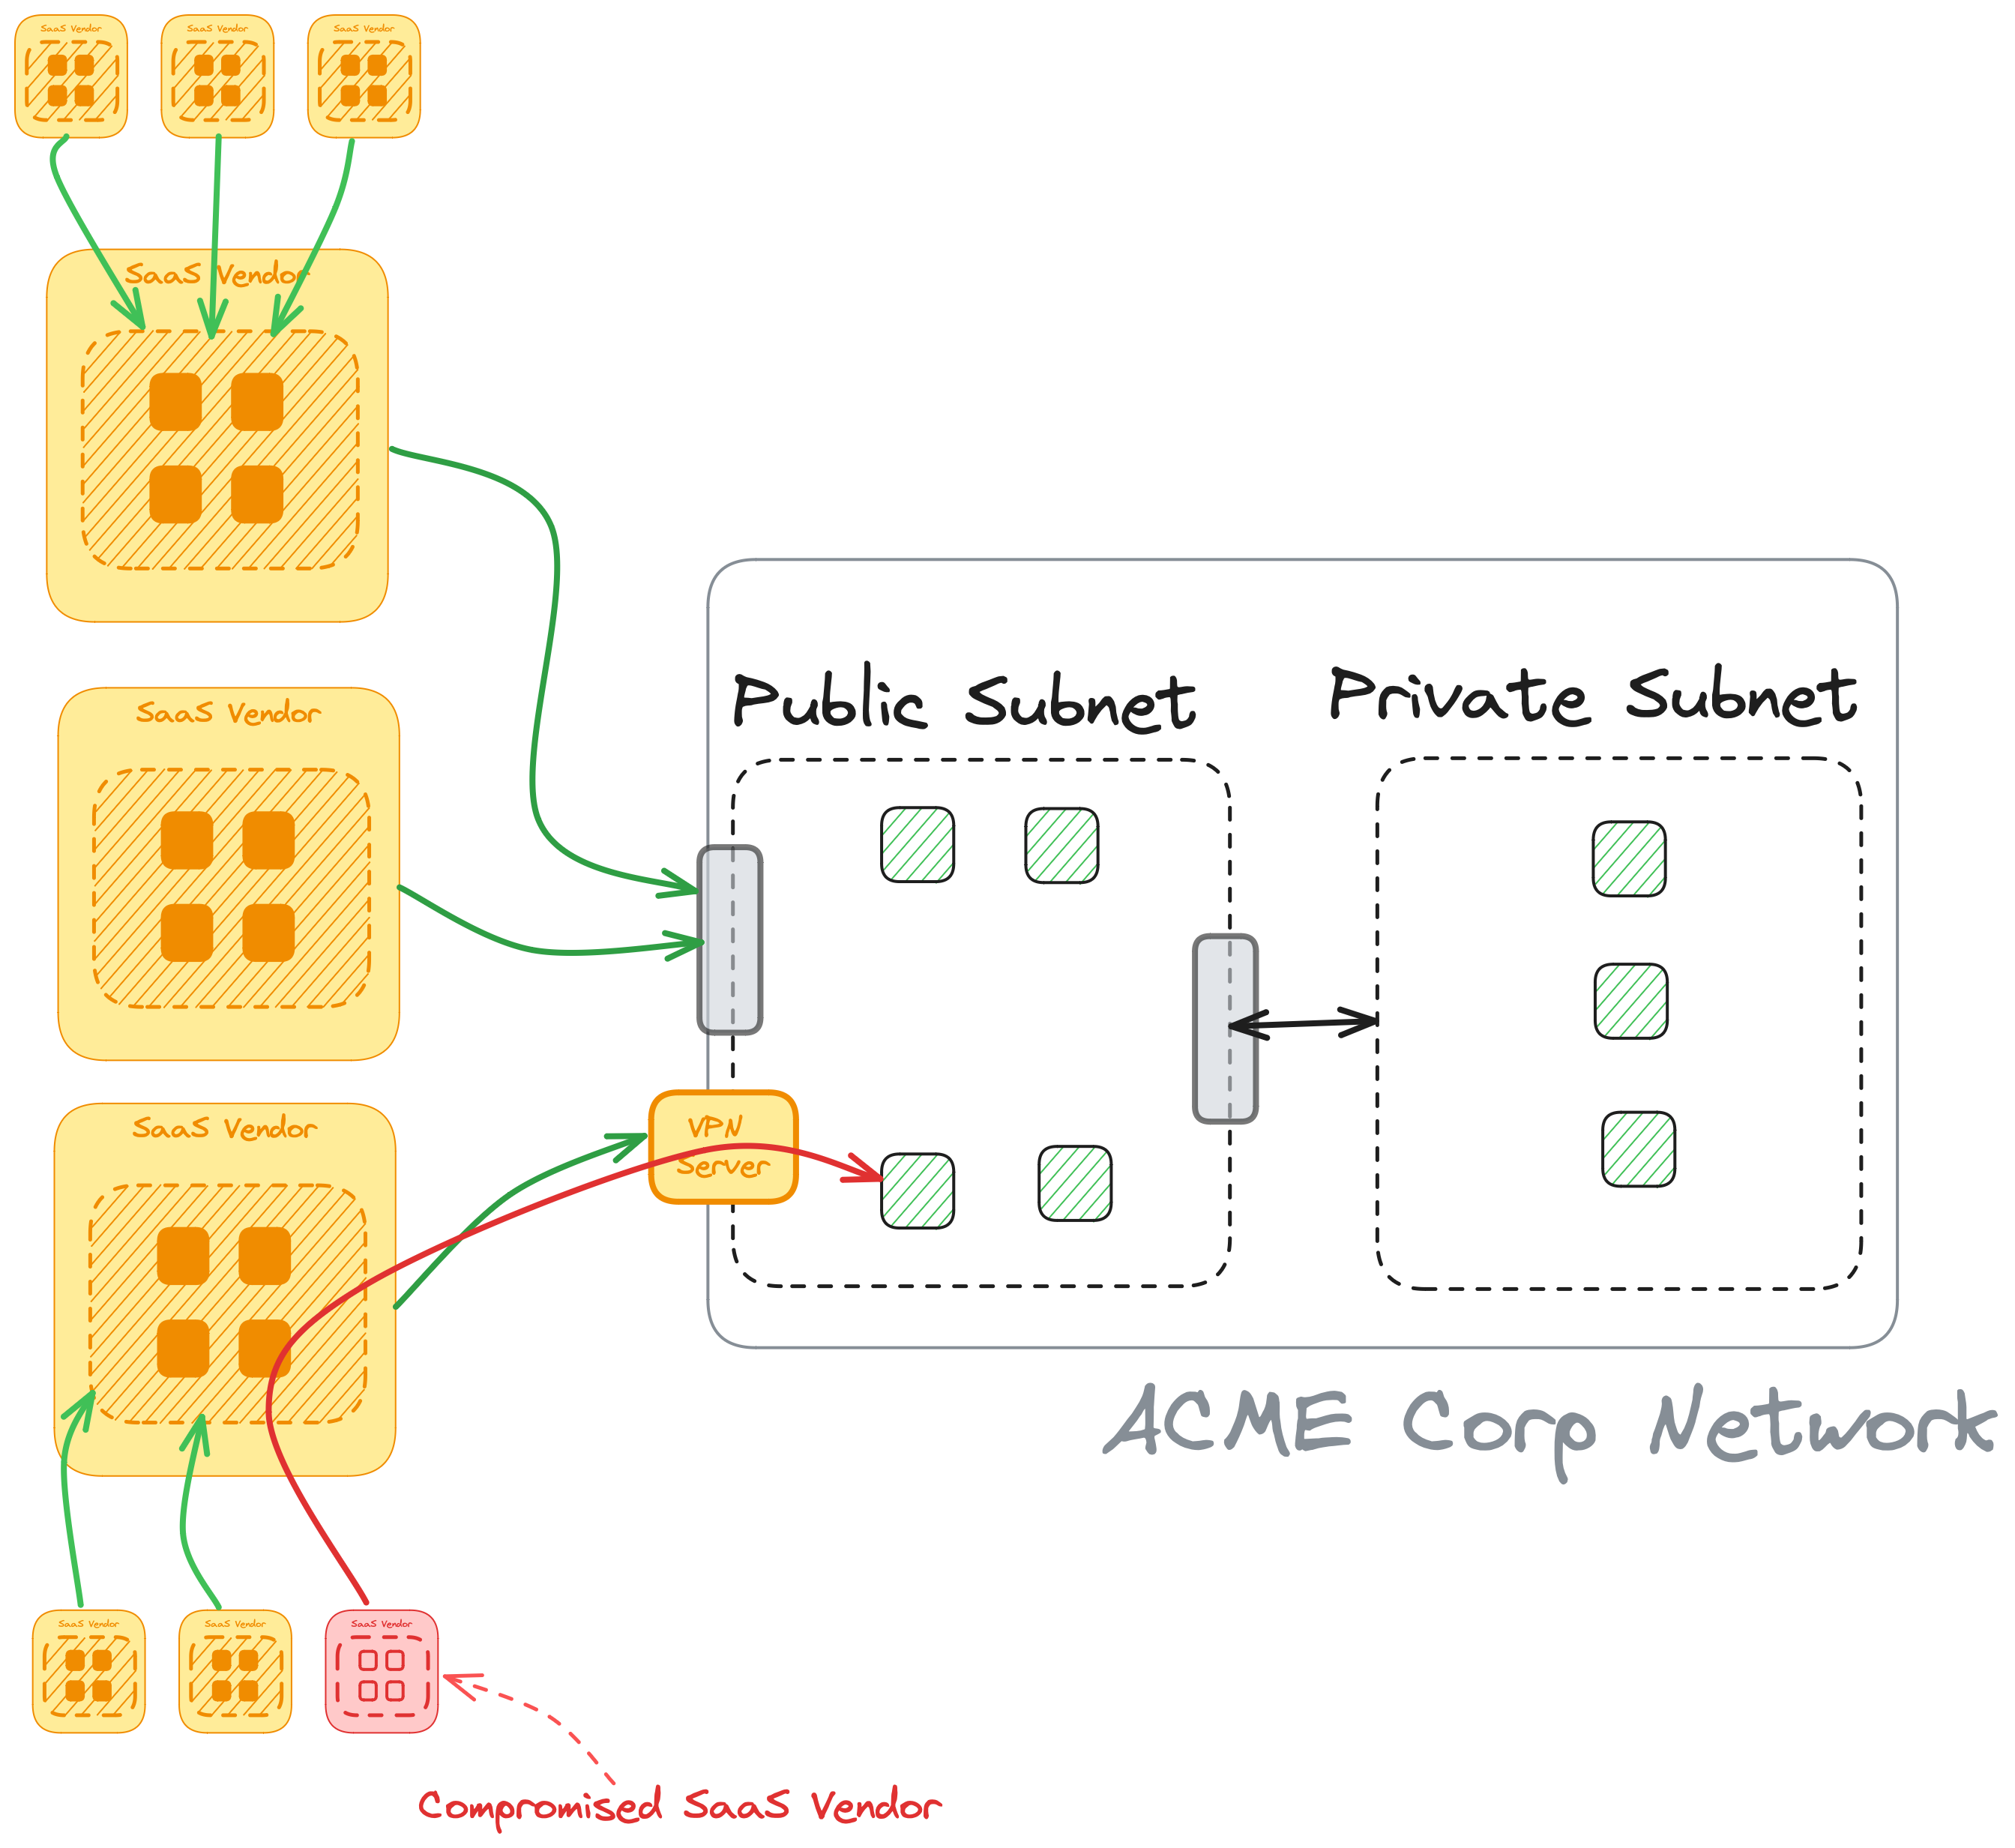 SaaS Vendor
SaaS Vendor
SaaS Vendor
SaaS Vendor
SaaS Vendor
Public Subnet
Private Subnet
SaaS Vendor
VPN
Server
ACME Corp Network
SaaS Vendor
SaaS Vendor
SaaS Vendor
Compromised SaaS Vendor